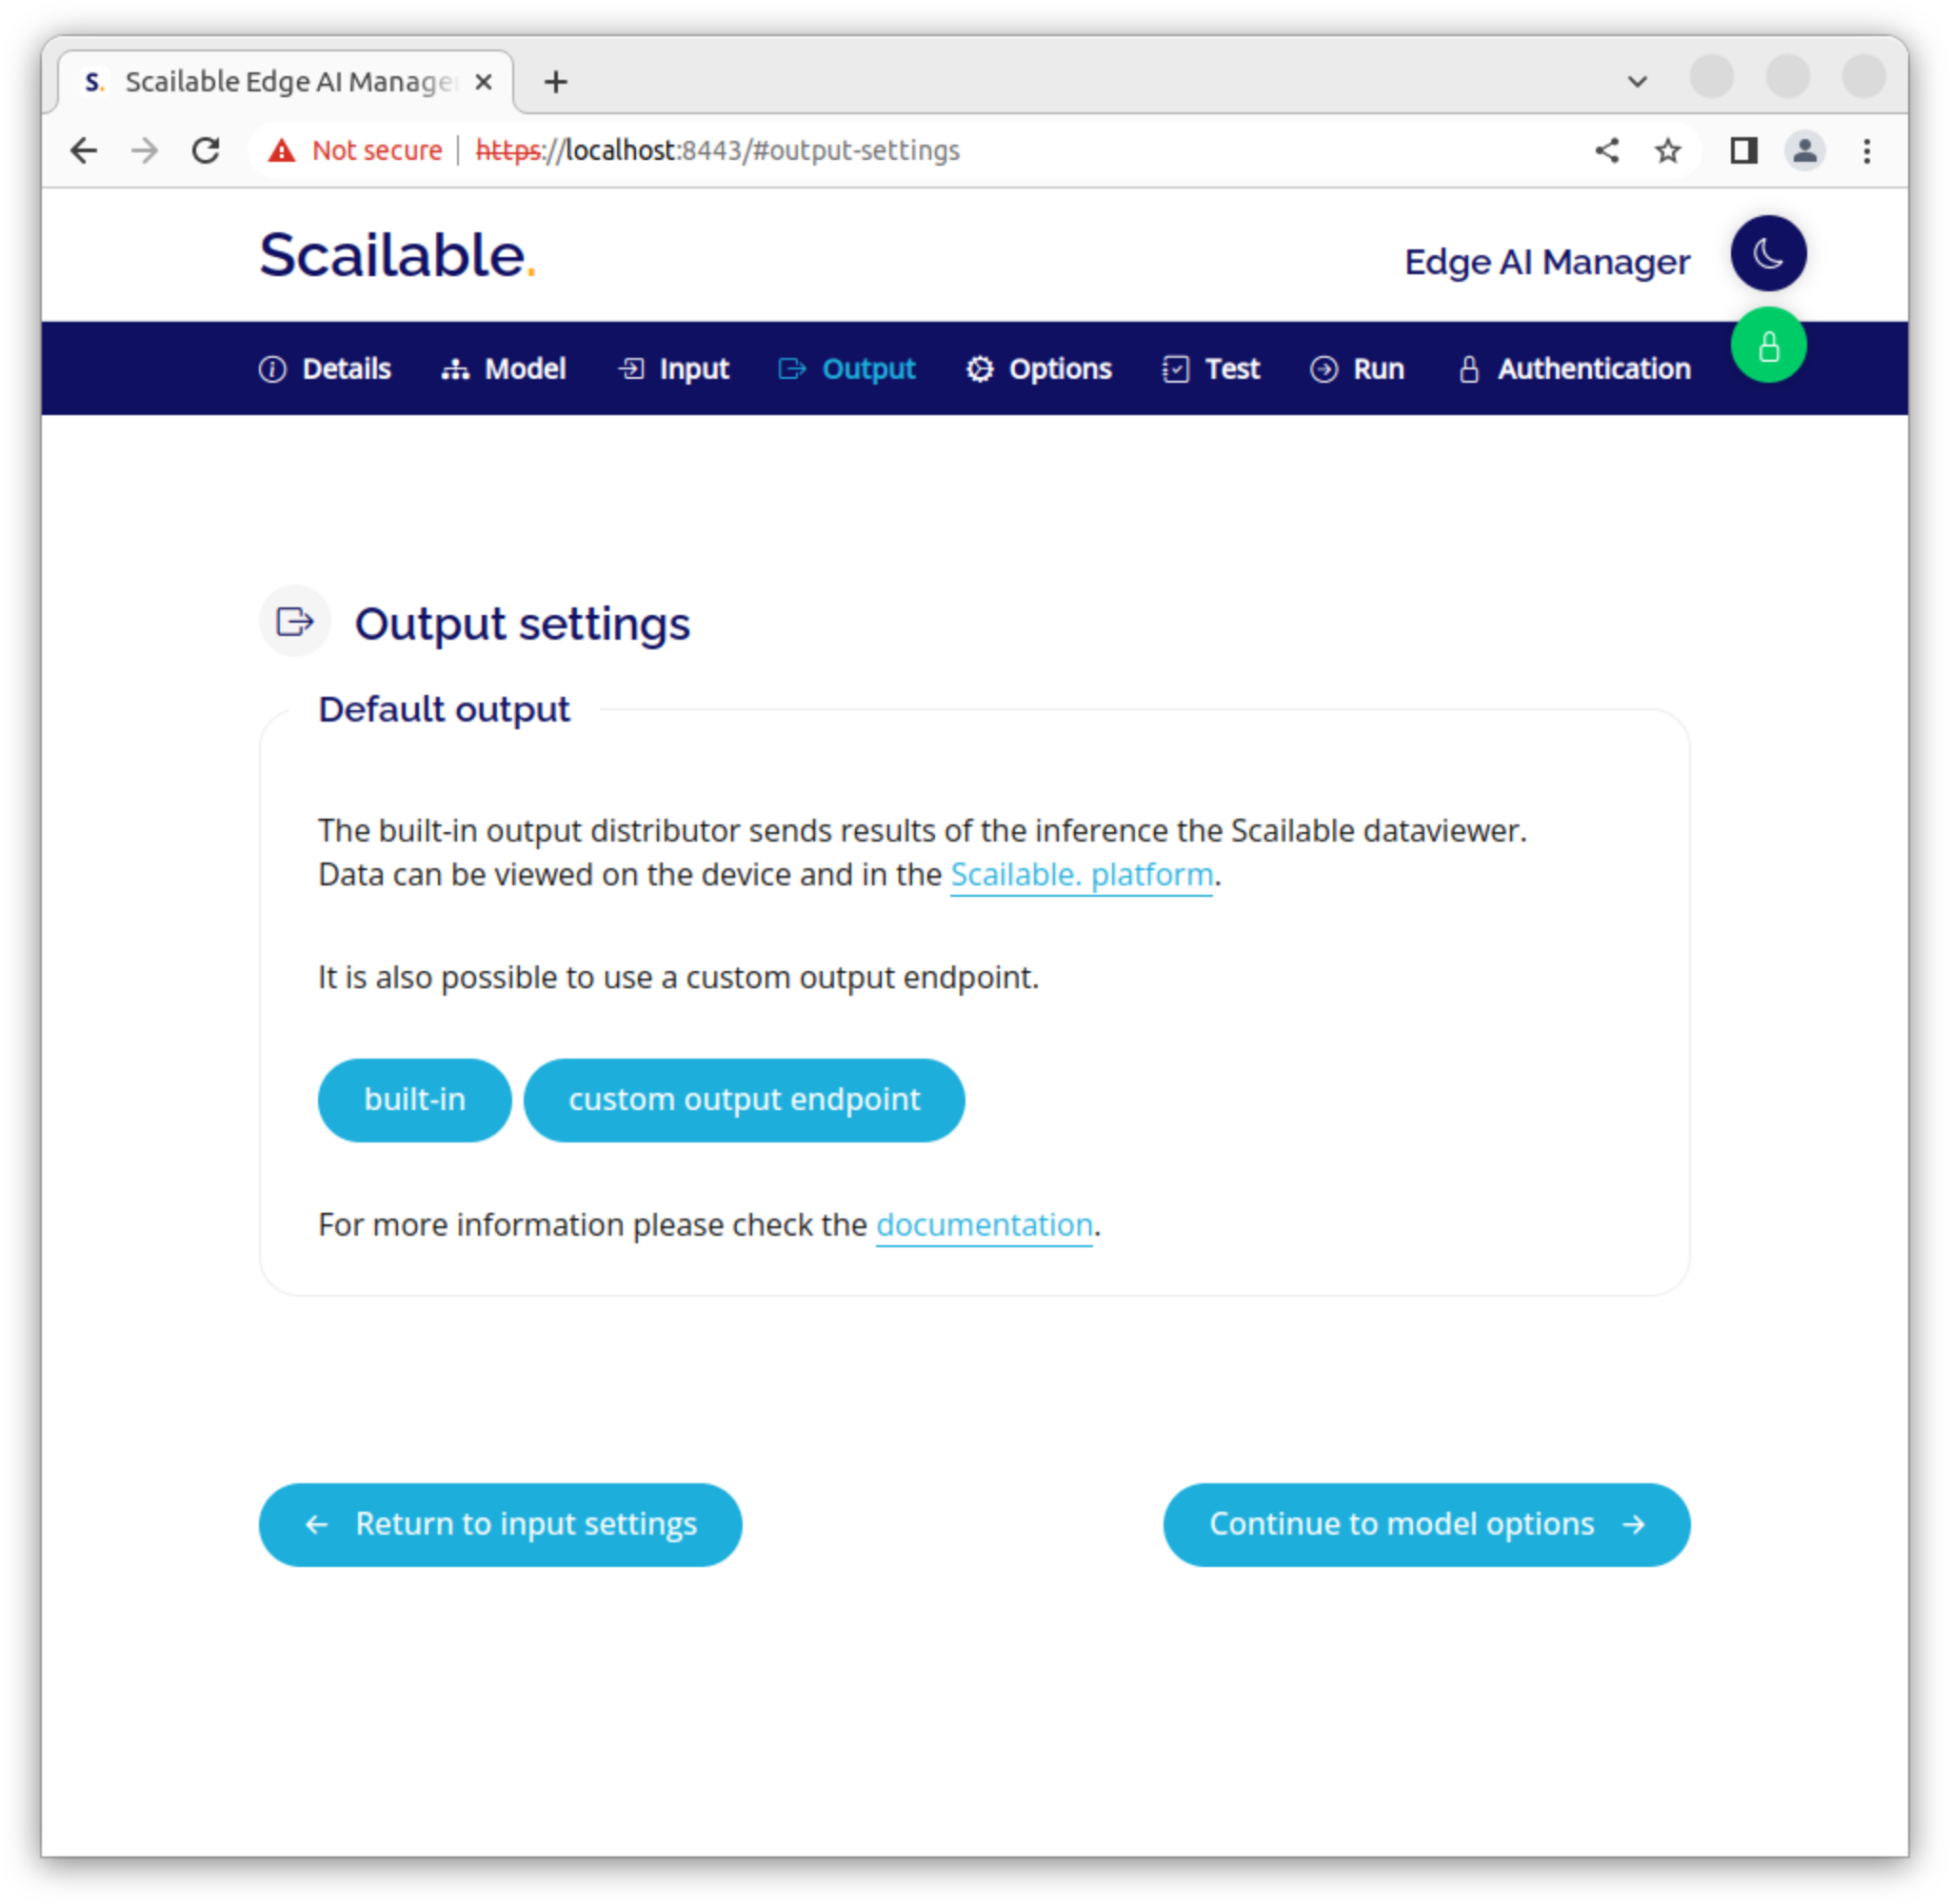 S. Scailable Edge AI Manage
Not secure https://localhost:8443/#output-settings
Scailable.
Edge AI Manager
Details Model Input Output Options Test Run Authentication
Output settings
Default output
The built-in output distributor sends results of the inference the Scailable dataviewer.
Data can be viewed on the device and in the Scailable. platform.
It is also possible to use a custom output endpoint.
built-in custom output endpoint
For more information please check the documentation.
Return to input settings Continue to model options